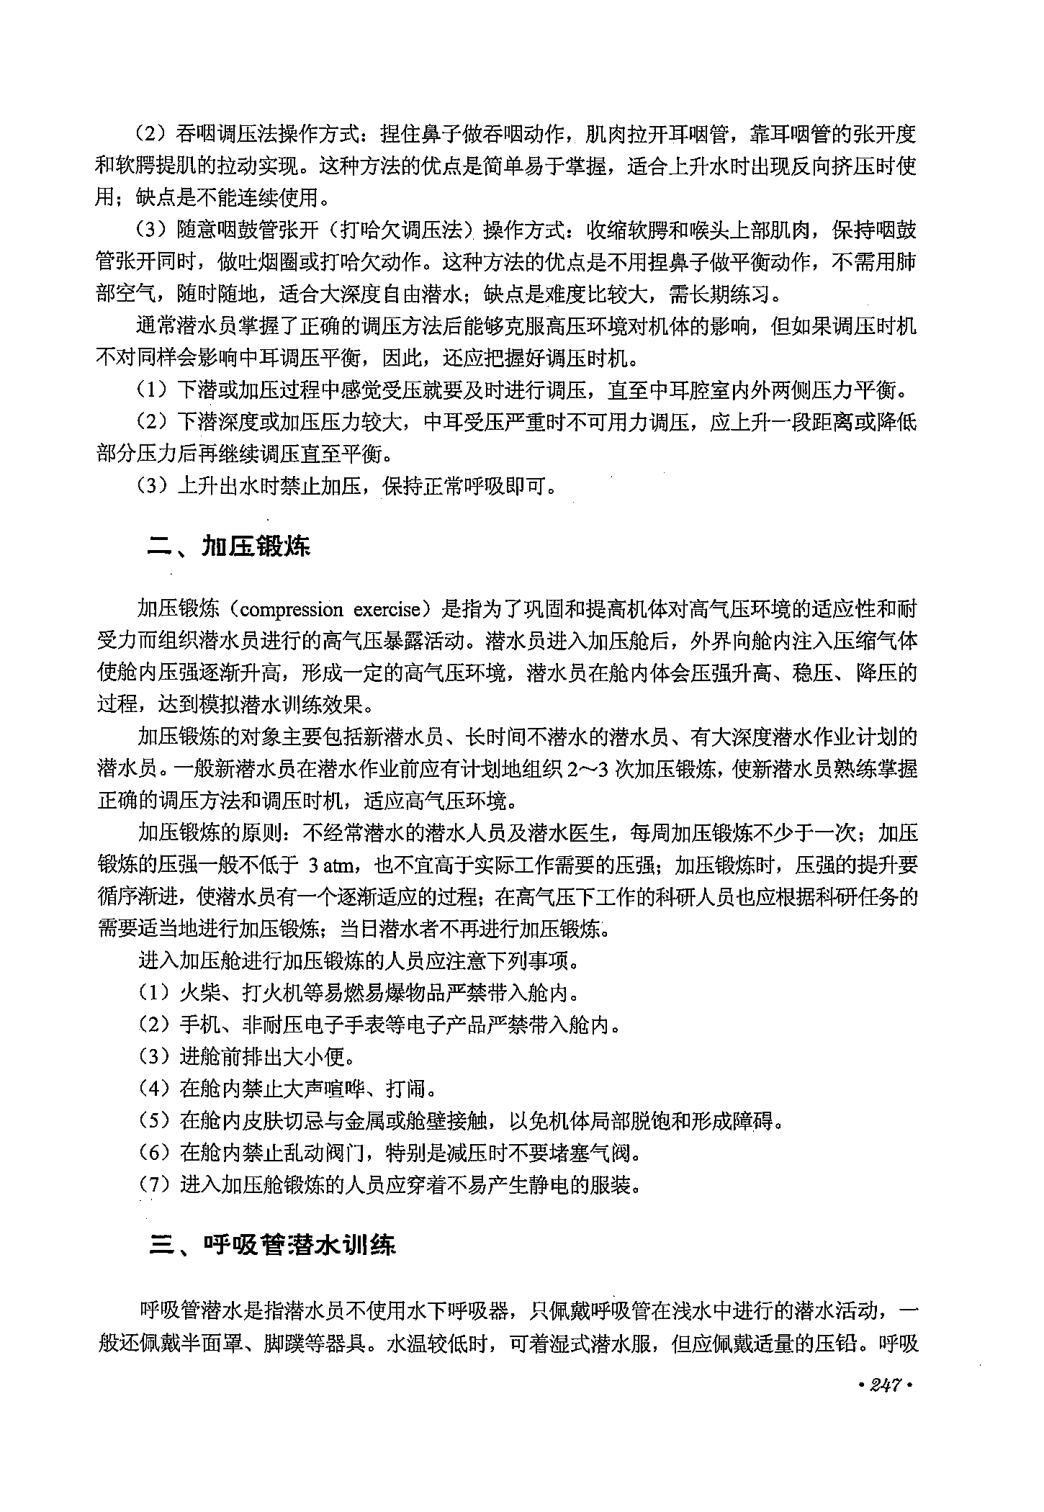 （2）吞咽调压法操作方式：捏住鼻子做吞咽动作，肌肉拉开耳咽管，靠耳咽管的张开度
和软腭提肌的拉动实现。这种方法的优点是简单易于掌握，适合上升水时出现反向挤压时使
用；缺点是不能连续使用。
（3）随意咽鼓管张开（打哈欠调压法）操作方式：收缩软腭和喉头上部肌肉，保持咽鼓
管张开同时，做吐烟圈或打哈欠动作。这种方法的优点是不用捏鼻子做平衡动作，不需用肺
部空气，随时随地，适合大深度自由潜水；缺点是难度比较大，需长期练习。
通常潜水员掌握了正确的调压方法后能够克服高压环境对机体的影响，但如果调压时机
不对同样会影响中耳调压平衡，因此，还应把握好调压时机。
（1）下潜或加压过程中感觉受压就要及时进行调压，直至中耳腔室内外两侧压力平衡。
（2）下潜深度或加压压力较大，中耳受压严重时不可用力调压，应上升一段距离或降低
部分压力后再继续调压直至平衡。
（3）上升出水时禁止加压，保持正常呼吸即可。
二、加压锻炼
加压锻炼（compression exercise）是指为了巩固和提高机体对高气压环境的适应性和耐
受力而组织潜水员进行的高气压暴露活动。潜水员进入加压舱后，外界向舱内注入压缩气体
使舱内压强逐渐升高，形成一定的高气压环境，潜水员在舱内体会压强升高、稳压、降压的
过程，达到模拟潜水训练效果。
加压锻炼的对象主要包括新潜水员、长时间不潜水的潜水员、有大深度潜水作业计划的
潜水员。一般新潜水员在潜水作业前应有计划地组织 2～3 次加压锻炼，使新潜水员熟练掌握
正确的调压方法和调压时机，适应高气压环境。
加压锻炼的原则：不经常潜水的潜水人员及潜水医生，每周加压锻炼不少于一次；加压
锻炼的压强一般不低于 3 atm，也不宜高于实际工作需要的压强；加压锻炼时，压强的提升要
循序渐进，使潜水员有一个逐渐适应的过程；在高气压下工作的科研人员也应根据科研任务的
需要适当地进行加压锻炼；当日潜水者不再进行加压锻炼。
进入加压舱进行加压锻炼的人员应注意下列事项。
（1）火柴、打火机等易燃易爆物品严禁带入舱内。
（2）手机、非耐压电子手表等电子产品严禁带入舱内。
（3）进舱前排出大小便。
（4）在舱内禁止大声喧哗、打闹。
（5）在舱内皮肤切忌与金属或舱壁接触，以免机体局部脱饱和形成障碍。
（6）在舱内禁止乱动阀门，特别是减压时不要堵塞气阀。
（7）进入加压舱锻炼的人员应穿着不易产生静电的服装。
三、呼吸管潜水训练
呼吸管潜水是指潜水员不使用水下呼吸器，只佩戴呼吸管在浅水中进行的潜水活动，一
般还佩戴半面罩、脚蹼等器具。水温较低时，可着湿式潜水服，但应佩戴适量的压铅。呼吸
·247·